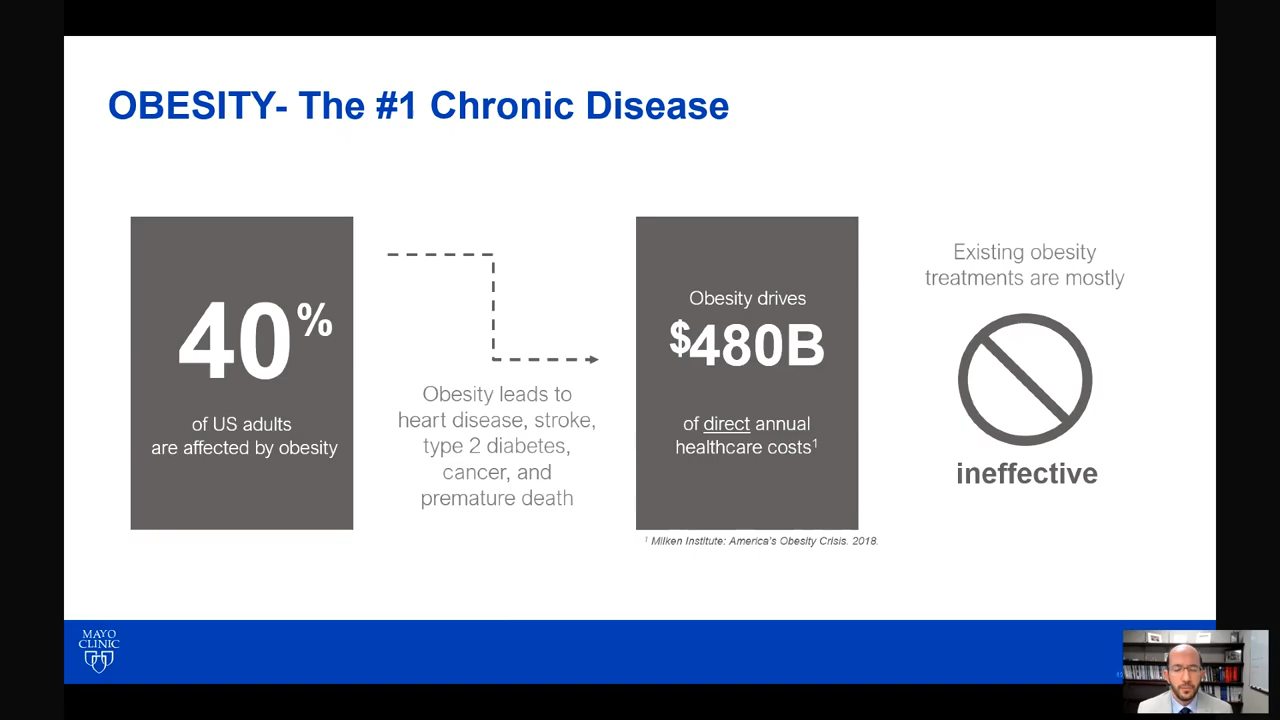 OBESITY- The #1 Chronic Disease
40%
of US adults
are affected by obesity
Obesity leads to
heart disease, stroke,
type 2 diabetes,
cancer, and
premature death
Obesity drives
$480B
of direct annual
healthcare costs¹
¹ Milken Institute: America's Obesity Crisis. 2018.
Existing obesity
treatments are mostly
ineffective
MAYO
CLINIC